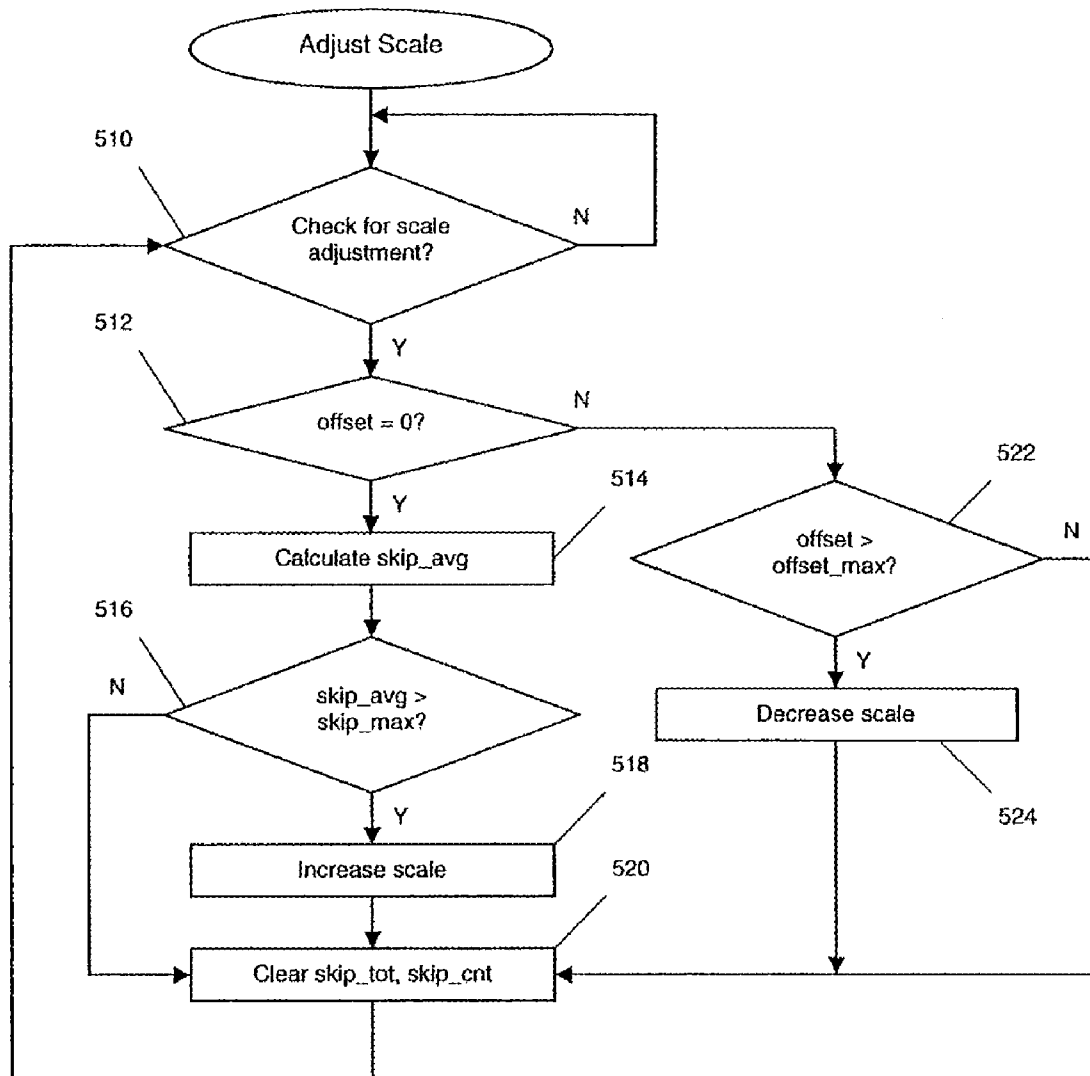 Adjust Scale
510
Check for scale
adjustment?
N
Y
512
offset = 0?
N
Y
514
Calculate skip_avg
522
offset >
offset_max?
N
Y
516
N
skip_avg >
skip_max?
Y
Decrease scale
524
518
Increase scale
520
Clear skip_tot, skip_cnt